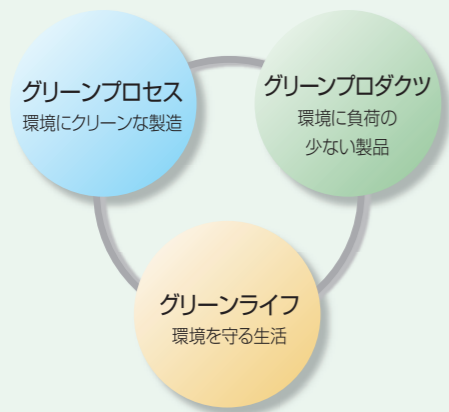 グリーンプロセス
環境にクリーンな製造
グリーンプロダクツ
環境に負荷の
少ない製品
グリーンライフ
環境を守る生活